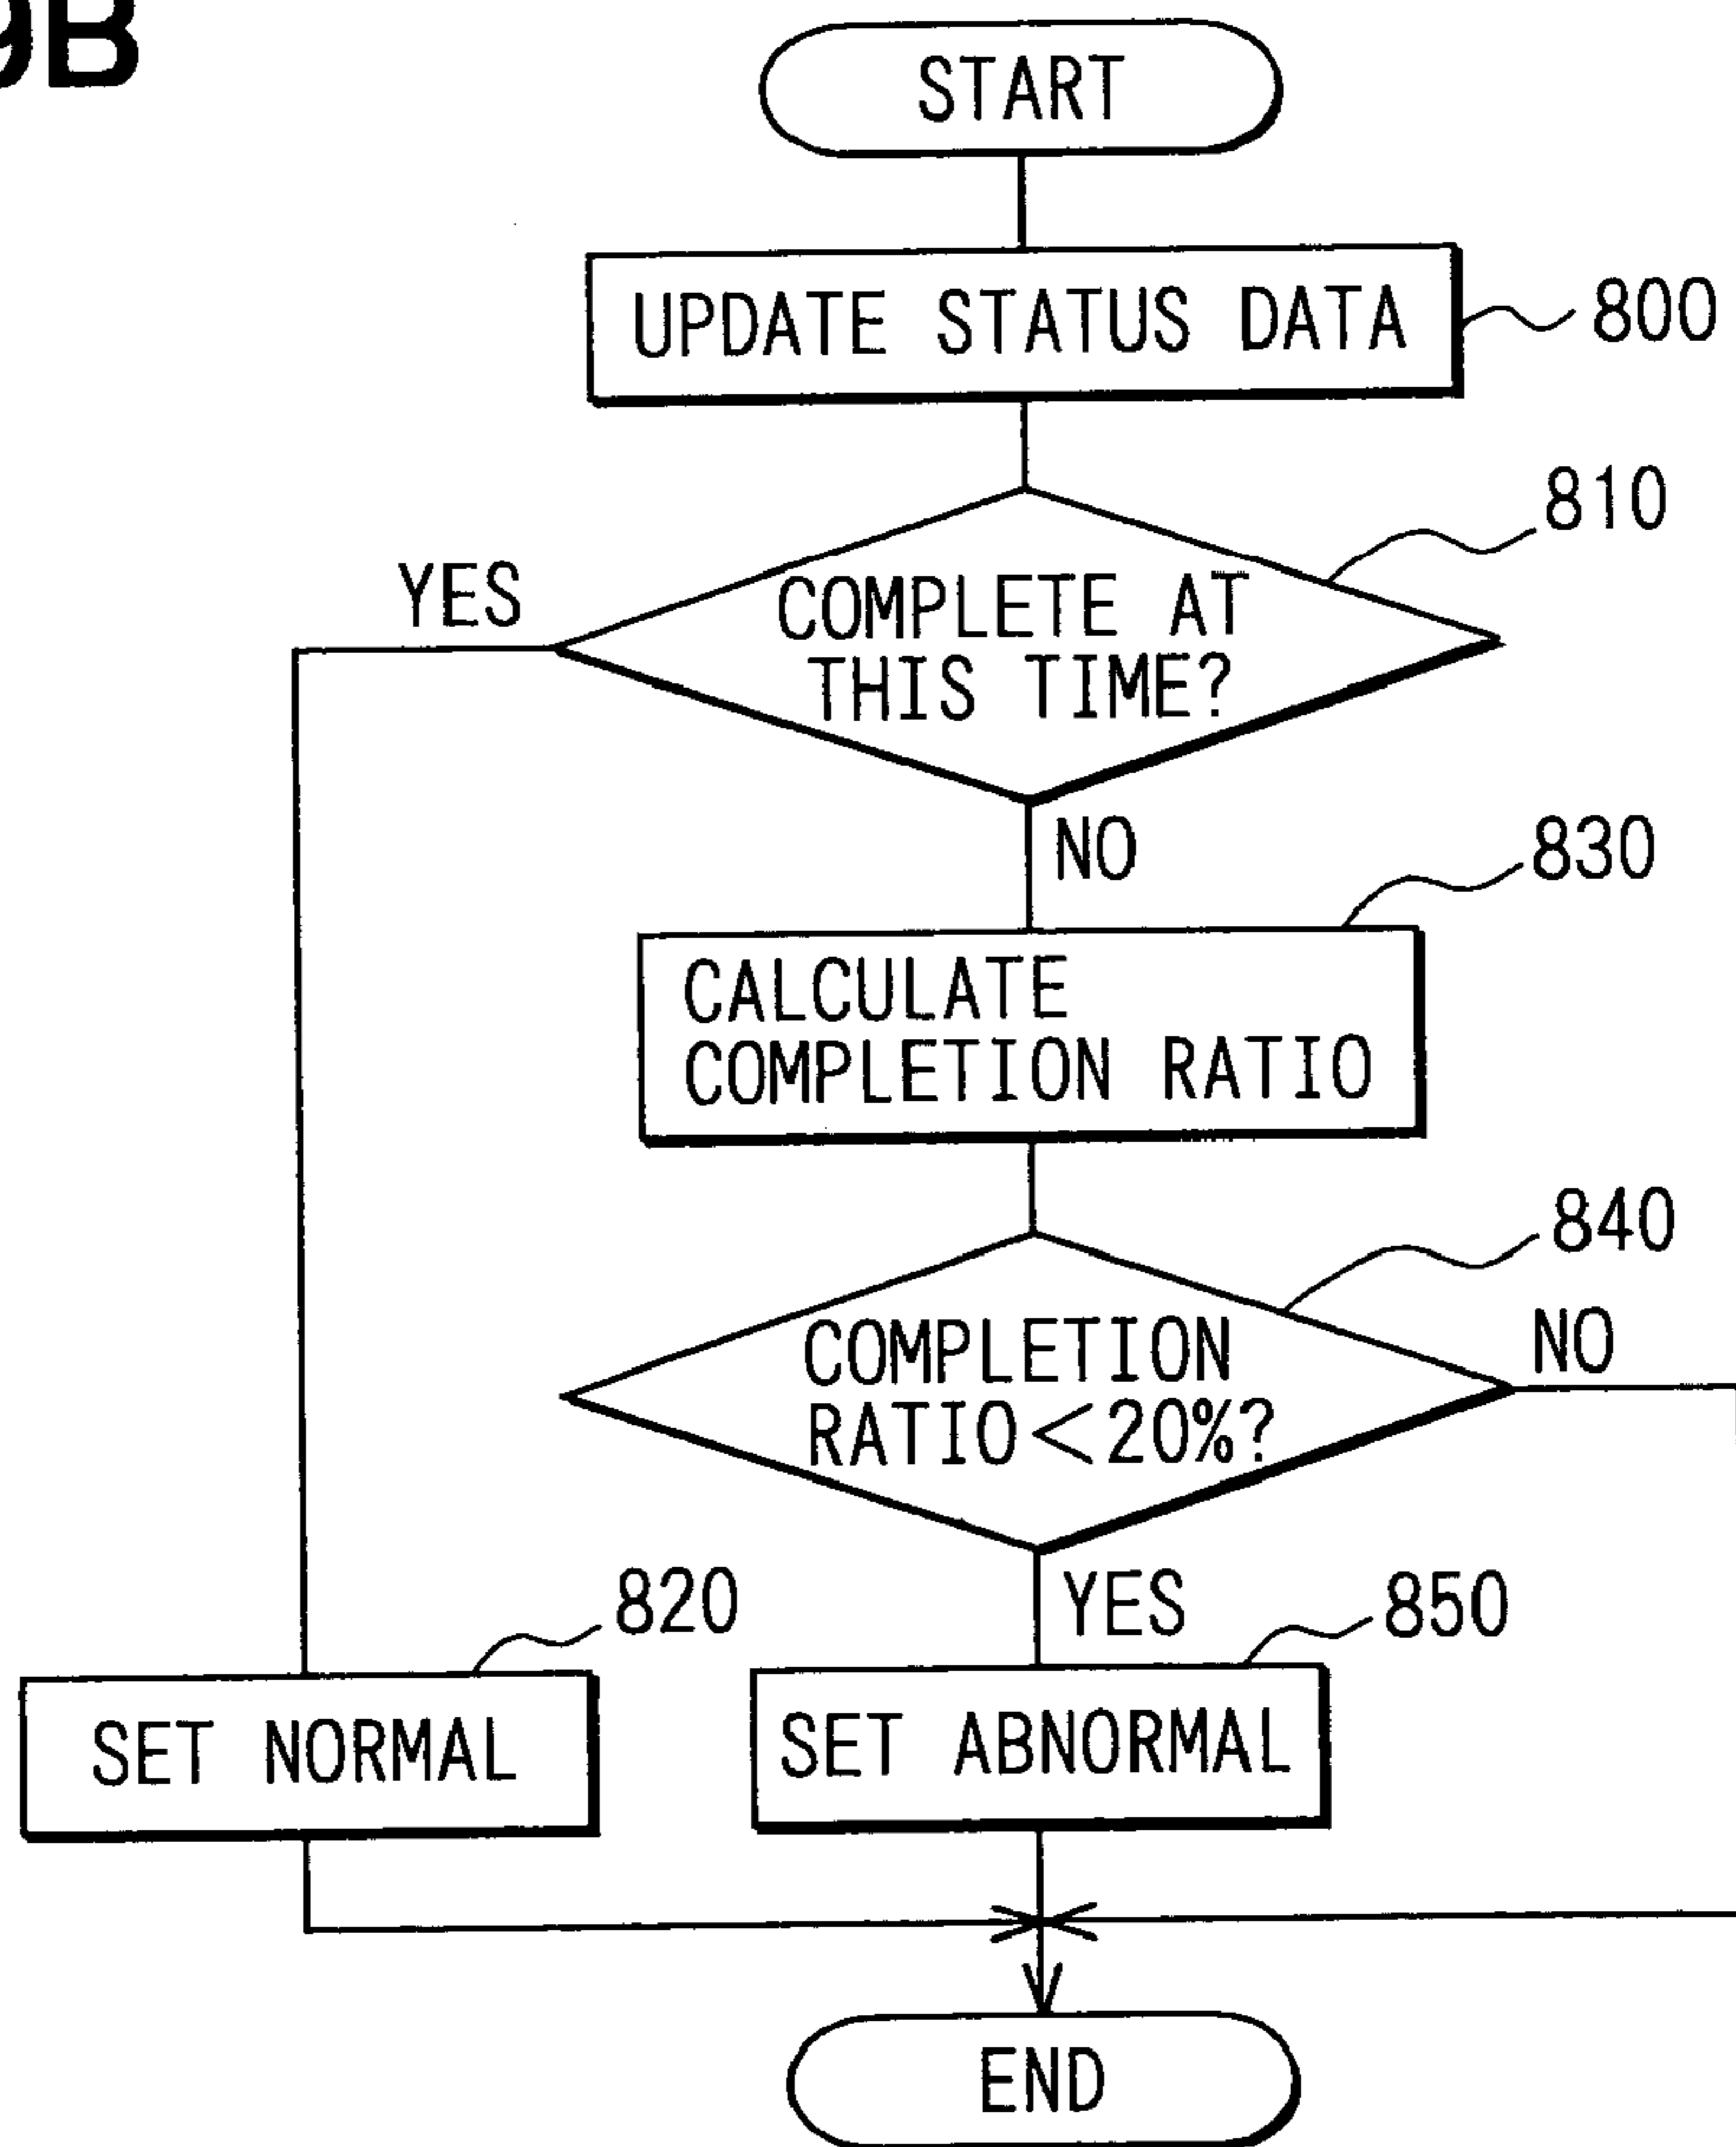 9B
START
UPDATE STATUS DATA
800
810
YES
COMPLETE AT
THIS TIME?
NO
830
CALCULATE
COMPLETION RATIO
840
COMPLETION
RATIO<20%?
NO
820
YES
850
SET NORMAL
SET ABNORMAL
END